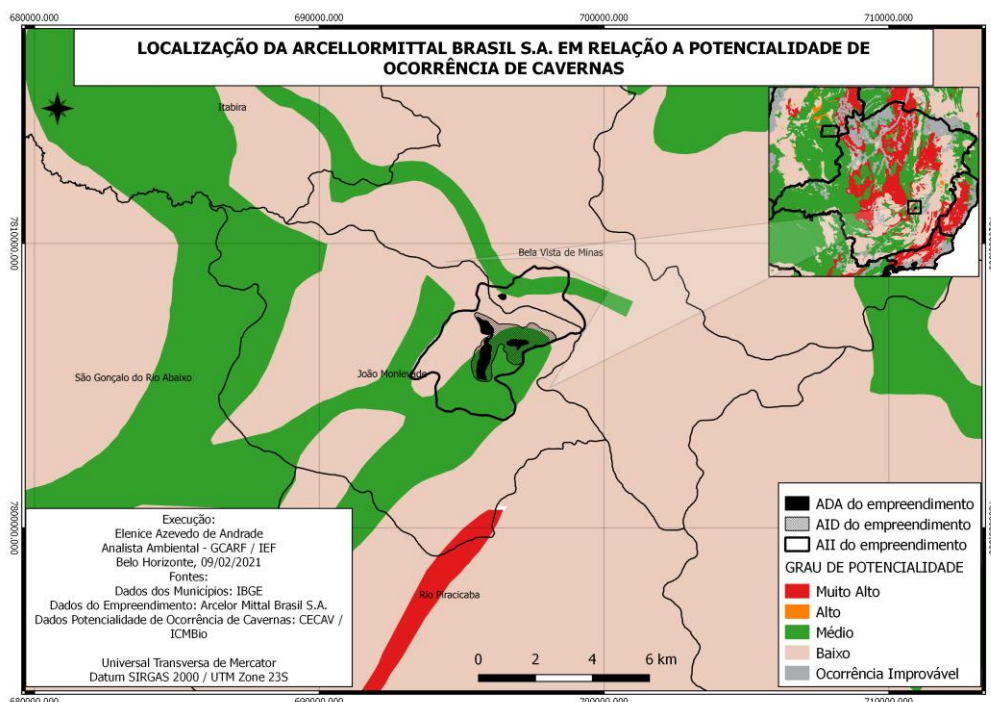 680000.000 690000.000 700000.000 710000.000
LOCALIZAÇÃO DA ARCELLORMITTAL BRASIL S.A. EM RELAÇÃO A POTENCIALIDADE DE
OCORRÊNCIA DE CAVERNAS
Itabira
7810000.000
Bela Vista de Minas
São Gonçalo do Rio Abaixo
João Monlevade
7800000.000
Rio Piracicaba
Execução:
Elenice Azevedo de Andrade
Analista Ambiental - GCARF / IEF
Belo Horizonte, 09/02/2021
Fontes:
Dados dos Municípios: IBGE
Dados do Empreendimento: Arcelor Mittal Brasil S.A.
Dados Potencialidade de Ocorrência de Cavernas: CECAV /
ICMBio
Universal Transversa de Mercator
Datum SIRGAS 2000 / UTM Zone 23S
0 2 4 6 km
ADA do empreendimento
AID do empreendimento
AII do empreendimento
GRAU DE POTENCIALIDADE
Muito Alto
Alto
Médio
Baixo
Ocorrência Improvável
680000.000 690000.000 700000.000 710000.000